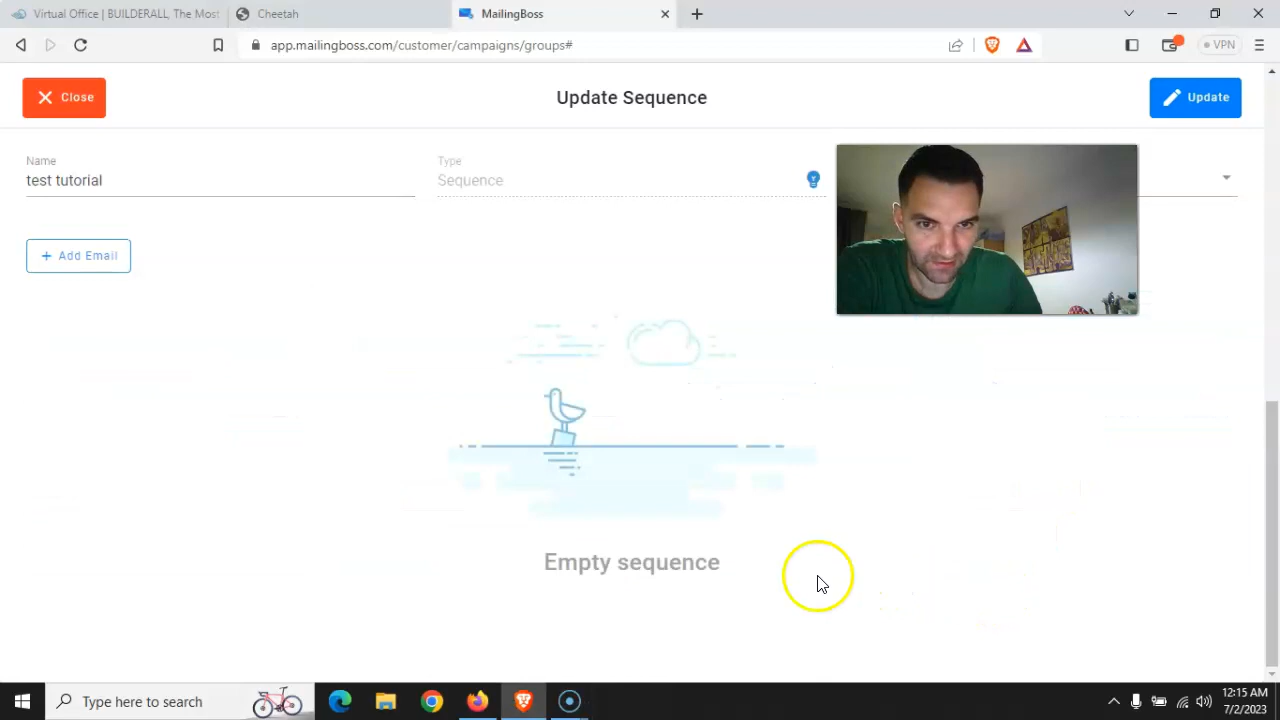 Virtual Office | BUILDERALL, The Most
Cheetah
MailingBoss
app.mailingboss.com/customer/campaigns/groups#
VPN
Close
Update Sequence
Update
Name
test tutorial
Type
Sequence
+ Add Email
Empty sequence
Type here to search
12:15 AM
7/2/2023